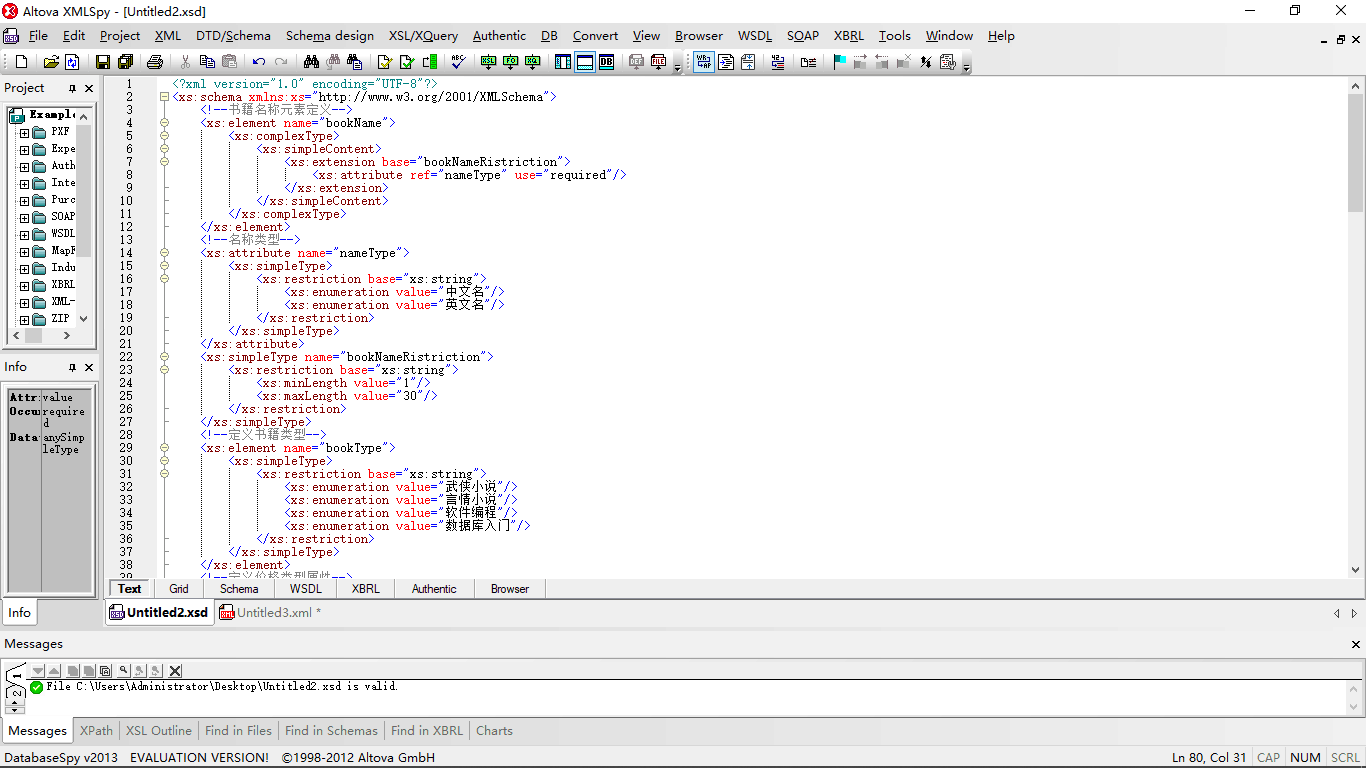 Altova XMLSpy - [Untitled2.xsd]
File Edit Project XML DTD/Schema Schema design XSL/XQuery Authentic DB Convert View Browser WSDL SOAP XBRL Tools Window Help
Project
Exampl
PXF
Expe
Auth
Inte
Purc
SOAP
WSDL
MapF
Indu
XBRL
XML-
ZIP
Info
Attr: value
Occu require
d
Data anySimp
leType
Info
1 <?xml version="1.0" encoding="UTF-8"?>
2 <xs:schema xmlns:xs="http://www.w3.org/2001/XMLSchema">
3 <!--书籍名称元素定义-->
4 <xs:element name="bookName">
5 <xs:complexType>
6 <xs:simpleContent>
7 <xs:extension base="bookNameRistriction">
8 <xs:attribute ref="nameType" use="required"/>
9 </xs:extension>
10 </xs:simpleContent>
11 </xs:complexType>
12 </xs:element>
13 <!--名称类型-->
14 <xs:attribute name="nameType">
15 <xs:simpleType>
16 <xs:restriction base="xs:string">
17 <xs:enumeration value="中文名"/>
18 <xs:enumeration value="英文名"/>
19 </xs:restriction>
20 </xs:simpleType>
21 </xs:attribute>
22 <xs:simpleType name="bookNameRistriction">
23 <xs:restriction base="xs:string">
24 <xs:minLength value="1"/>
25 <xs:maxLength value="30"/>
26 </xs:restriction>
27 </xs:simpleType>
28 <!--定义书籍类型-->
29 <xs:element name="bookType">
30 <xs:simpleType>
31 <xs:restriction base="xs:string">
32 <xs:enumeration value="武侠小说"/>
33 <xs:enumeration value="言情小说"/>
34 <xs:enumeration value="软件编程"/>
35 <xs:enumeration value="数据库入门"/>
36 </xs:restriction>
37 </xs:simpleType>
38 </xs:element>
39 <!--定义价格类型属性-->
Text Grid Schema WSDL XBRL Authentic Browser
Untitled2.xsd Untitled3.xml *
Messages
1
2
File C:\Users\Administrator\Desktop\Untitled2.xsd is valid.
Messages XPath XSL Outline Find in Files Find in Schemas Find in XBRL Charts
DatabaseSpy v2013 EVALUATION VERSION! ©1998-2012 Altova GmbH Ln 80, Col 31 CAP NUM SCRL